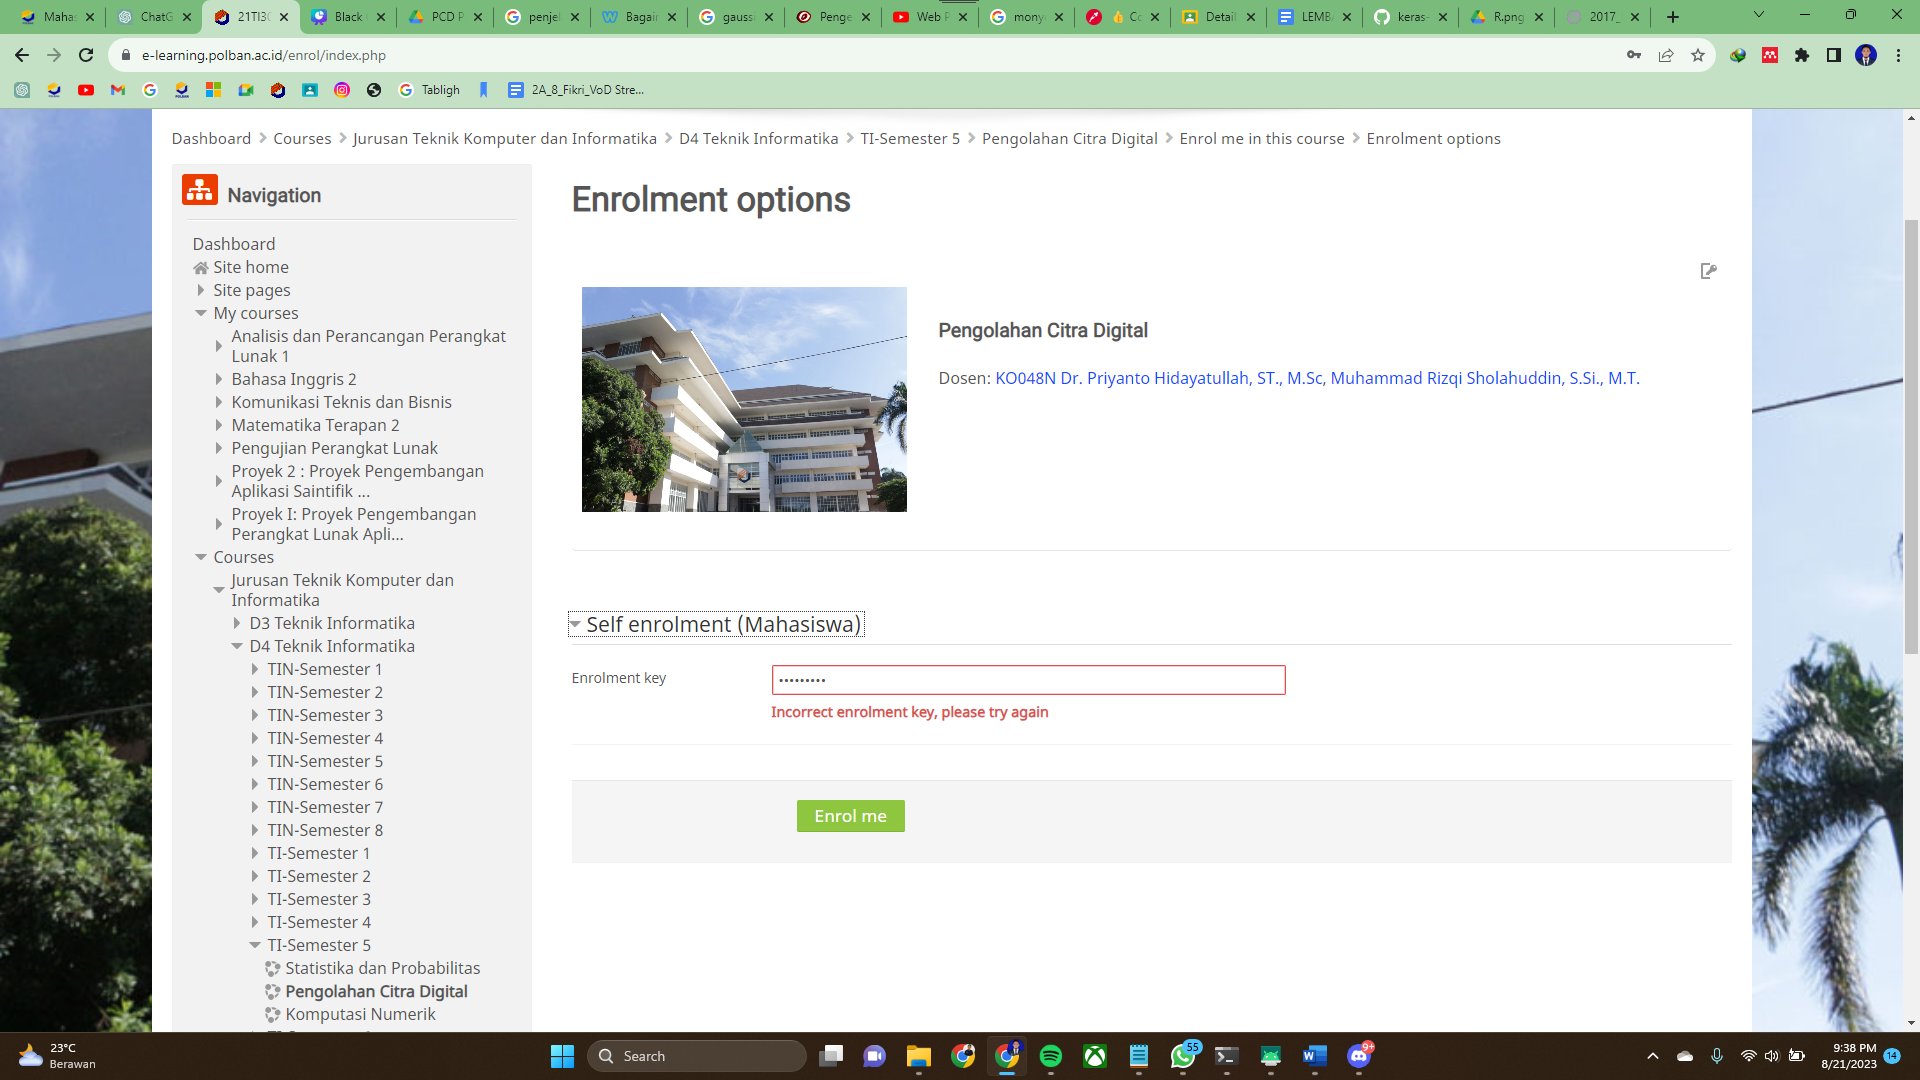 Mahas
ChatG
21TI3C
Black
PCD P
penjel
Bagain
gauss
Penge
Web P
mony
Co
Detail
LEMBA
keras-
R.png
2017_
e-learning.polban.ac.id/enrol/index.php
Tabligh
2A_8_Fikri_VoD Stre...
Dashboard
Courses
Jurusan Teknik Komputer dan Informatika
D4 Teknik Informatika
TI-Semester 5
Pengolahan Citra Digital
Enrol me in this course
Enrolment options
Navigation
Dashboard
Site home
Site pages
My courses
Analisis dan Perancangan Perangkat
Lunak 1
Bahasa Inggris 2
Komunikasi Teknis dan Bisnis
Matematika Terapan 2
Pengujian Perangkat Lunak
Proyek 2 : Proyek Pengembangan
Aplikasi Saintifik ...
Proyek I: Proyek Pengembangan
Perangkat Lunak Apli...
Courses
Jurusan Teknik Komputer dan
Informatika
D3 Teknik Informatika
D4 Teknik Informatika
TIN-Semester 1
TIN-Semester 2
TIN-Semester 3
TIN-Semester 4
TIN-Semester 5
TIN-Semester 6
TIN-Semester 7
TIN-Semester 8
TI-Semester 1
TI-Semester 2
TI-Semester 3
TI-Semester 4
TI-Semester 5
Statistika dan Probabilitas
Pengolahan Citra Digital
Komputasi Numerik
Enrolment options
Pengolahan Citra Digital
Dosen: KO048N Dr. Priyanto Hidayatullah, ST., M.Sc, Muhammad Rizqi Sholahuddin, S.Si., M.T.
Self enrolment (Mahasiswa)
Enrolment key
•••••••••
Incorrect enrolment key, please try again
Enrol me
23°C
Berawan
Search
55
9+
9:38 PM
8/21/2023
14